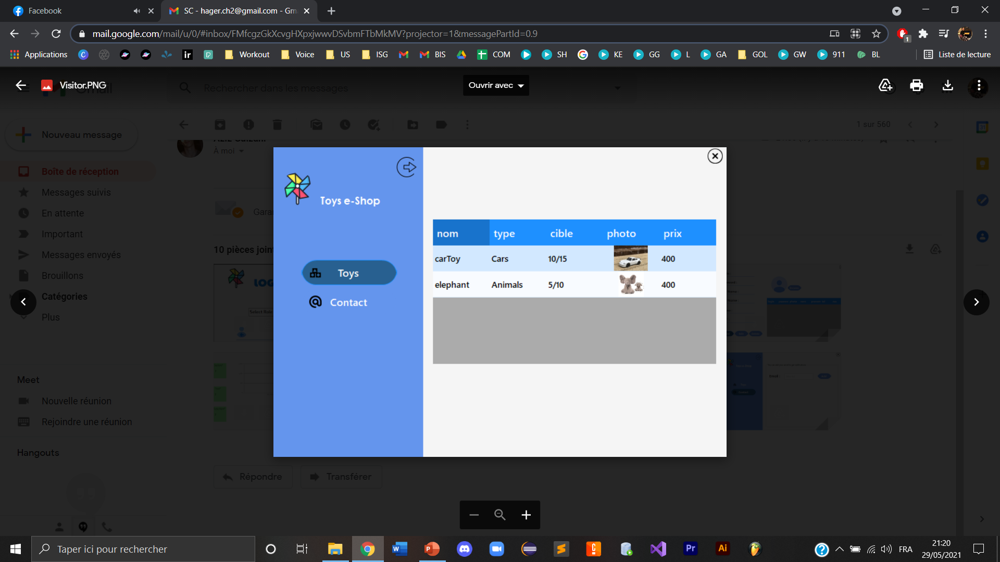 Facebook
SC - hager.ch2@gmail.com - Gm
mail.google.com/mail/u/0/#inbox/FMfcgzGkXcvgHXpxjwwvDSvbmFTbMkMV?projector=1&messagePartId=0.9
1
Applications
ir
Workout
Voice
US
ISG
BIS
COM
SH
KE
GG
L
GA
GOL
GW
911
BL
Liste de lecture
Visitor.PNG
Gmail
Rechercher dans les messages
Ouvrir avec
Nouveau message
1 sur 560
À moi
Boîte de réception
Messages suivis
En attente
Important
Messages envoyés
Brouillons
Catégories
Plus
10 pièces join
Meet
Nouvelle réunion
Rejoindre une réunion
Hangouts
Toys e-Shop
Toys
Contact
nom type cible photo prix
carToy Cars 10/15 400
elephant Animals 5/10 400
Répondre
Transférer
Taper ici pour rechercher
FRA
21:20
29/05/2021